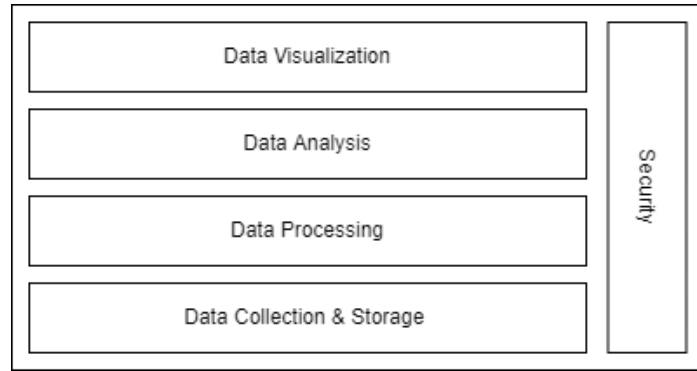 Data Visualization
Data Analysis
Data Processing
Data Collection & Storage
Security